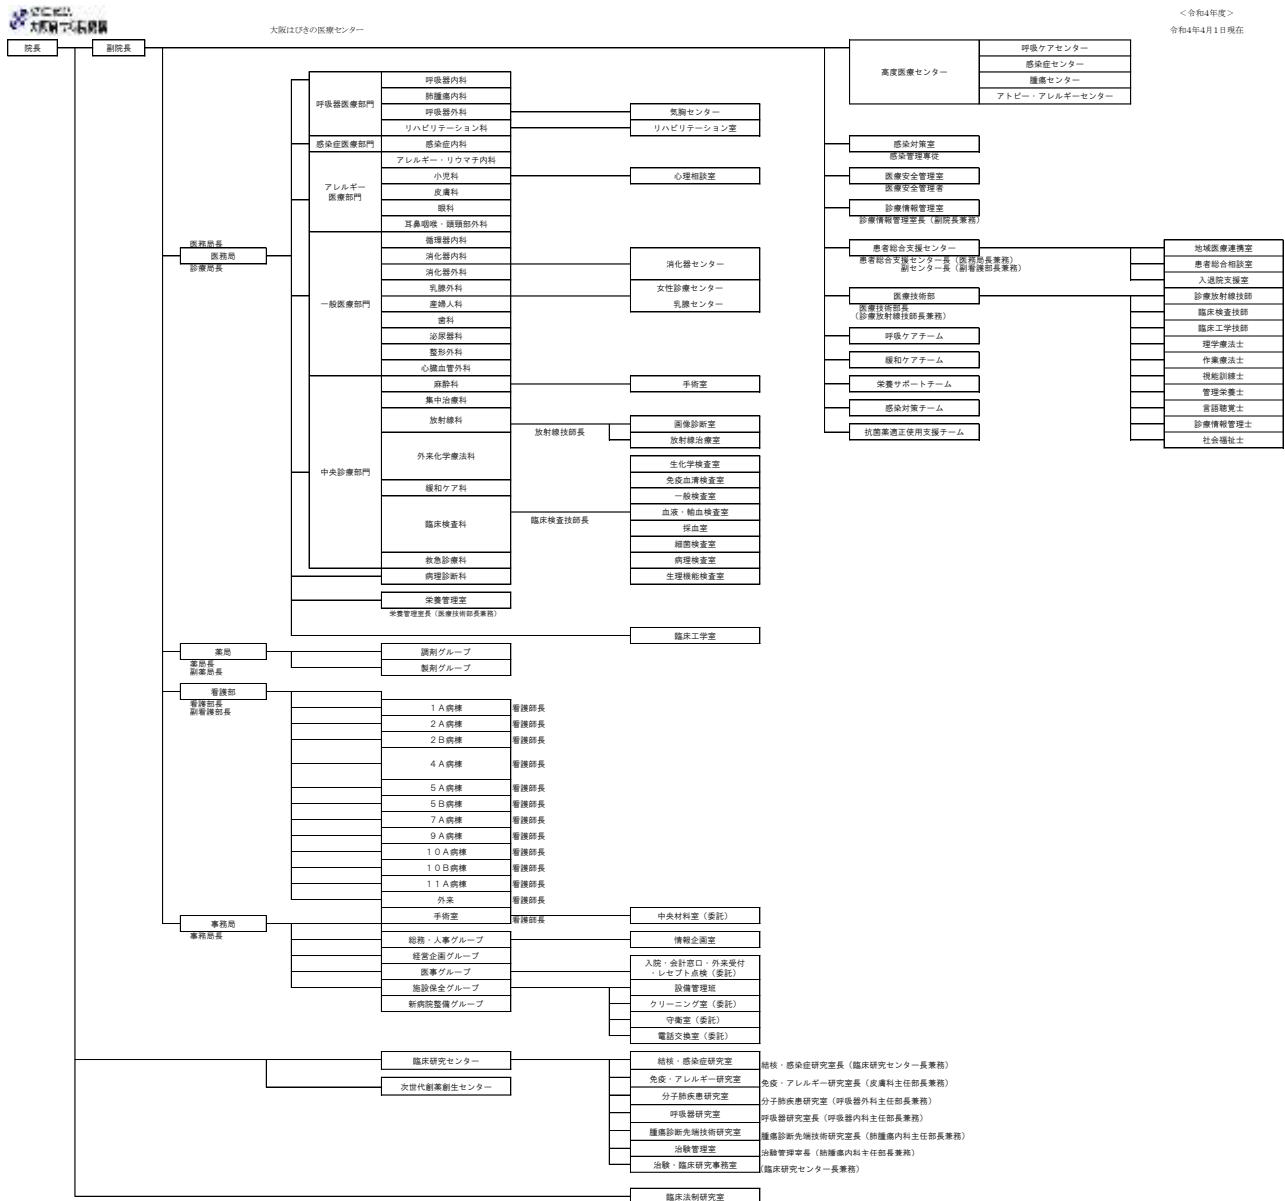 大阪はびきの医療センター
＜令和4年度＞
令和4年4月1日現在
院長
副院長
高度医療センター
呼吸ケアセンター
感染症センター
腫瘍センター
アトピー・アレルギーセンター
呼吸器医療部門
呼吸器内科
肺腫瘍内科
呼吸器外科
気胸センター
リハビリテーション科
リハビリテーション室
感染症医療部門
感染症内科
アレルギー
医療部門
アレルギー・リウマチ内科
小児科
心理相談室
皮膚科
眼科
耳鼻咽喉・頭頸部外科
感染対策室
感染管理専従
医療安全管理室
医療安全管理者
診療情報管理室
診療情報管理室長（副院長兼務）
医務局長
医務局
診療局長
一般医療部門
循環器内科
消化器内科
消化器外科
消化器センター
乳腺外科
産婦人科
女性診療センター
乳腺センター
歯科
泌尿器科
整形外科
心臓血管外科
患者総合支援センター
患者総合支援センター長（医務局長兼務）
副センター長（副看護部長兼務）
地域医療連携室
患者総合相談室
入退院支援室
医療技術部
医療技術部長
（診療放射線技師長兼務）
診療放射線技師
臨床検査技師
臨床工学技師
理学療法士
作業療法士
視能訓練士
管理栄養士
言語聴覚士
診療情報管理士
社会福祉士
呼吸ケアチーム
緩和ケアチーム
栄養サポートチーム
感染対策チーム
抗菌薬適正使用支援チーム
中央診療部門
麻酔科
手術室
集中治療科
放射線科
放射線技師長
画像診断室
放射線治療室
外来化学療法科
緩和ケア科
臨床検査科
臨床検査技師長
生化学検査室
免疫血清検査室
一般検査室
血液・輸血検査室
採血室
細菌検査室
病理検査室
生理機能検査室
救急診療科
病理診断科
栄養管理室
栄養管理室長（医療技術部長兼務）
臨床工学室
薬局
薬局長
副薬局長
調剤グループ
製剤グループ
看護部
看護部長
副看護部長
１Ａ病棟 看護師長
２Ａ病棟 看護師長
２Ｂ病棟 看護師長
４Ａ病棟 看護師長
５Ａ病棟 看護師長
５Ｂ病棟 看護師長
７Ａ病棟 看護師長
９Ａ病棟 看護師長
１０Ａ病棟 看護師長
１０Ｂ病棟 看護師長
１１Ａ病棟 看護師長
外来 看護師長
手術室 看護師長
中央材料室（委託）
事務局
事務局長
総務・人事グループ
情報企画室
経営企画グループ
医事グループ
入院・会計窓口・外来受付
・レセプト点検（委託）
施設保全グループ
設備管理班
新病院整備グループ
クリーニング室（委託）
守衛室（委託）
電話交換室（委託）
臨床研究センター
次世代創薬創生センター
結核・感染症研究室
結核・感染症研究室長（臨床研究センター長兼務）
免疫・アレルギー研究室
免疫・アレルギー研究室長（皮膚科主任部長兼務）
分子肺疾患研究室
分子肺疾患研究室（呼吸器外科主任部長兼務）
呼吸器研究室
呼吸器研究室長（呼吸器内科主任部長兼務）
腫瘍診断先端技術研究室
腫瘍診断先端技術研究室長（肺腫瘍内科主任部長兼務）
治験管理室
治験管理室長（肺腫瘍内科主任部長兼務）
治験・臨床研究事務室
（臨床研究センター長兼務）
臨床法制研究室